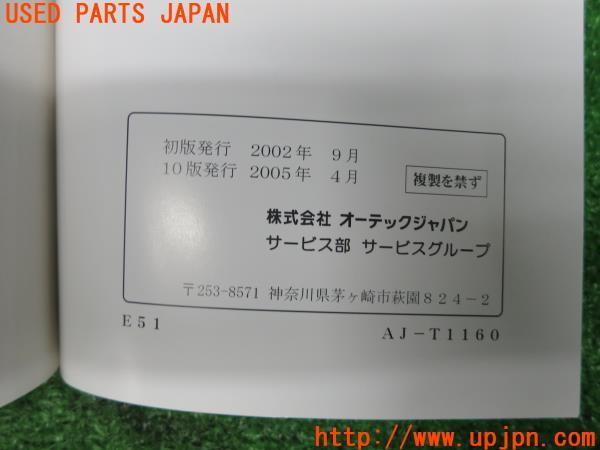 USED PARTS JAPAN
初版発行 2002年 9月
10版発行 2005年 4月
複製を禁ず
株式会社 オーテックジャパン
サービス部 サービスグループ
〒253-8571 神奈川県茅ヶ崎市萩園824-2
E51
AJ-T1160
http://www.upjpn.com